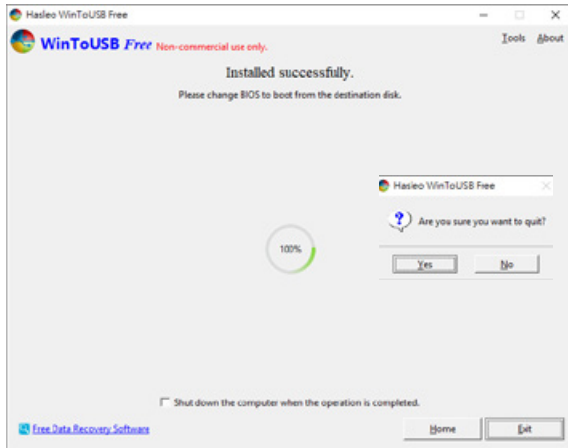 Hasleo WinToUSB Free
WinToUSB Free Non-commercial use only.
Tools About
Installed successfully.
Please change BIOS to boot from the destination disk.
Hasleo WinToUSB Free
Are you sure you want to quit?
Yes No
100%
Shut down the computer when the operation is completed.
Free Data Recovery Software
Home Exit